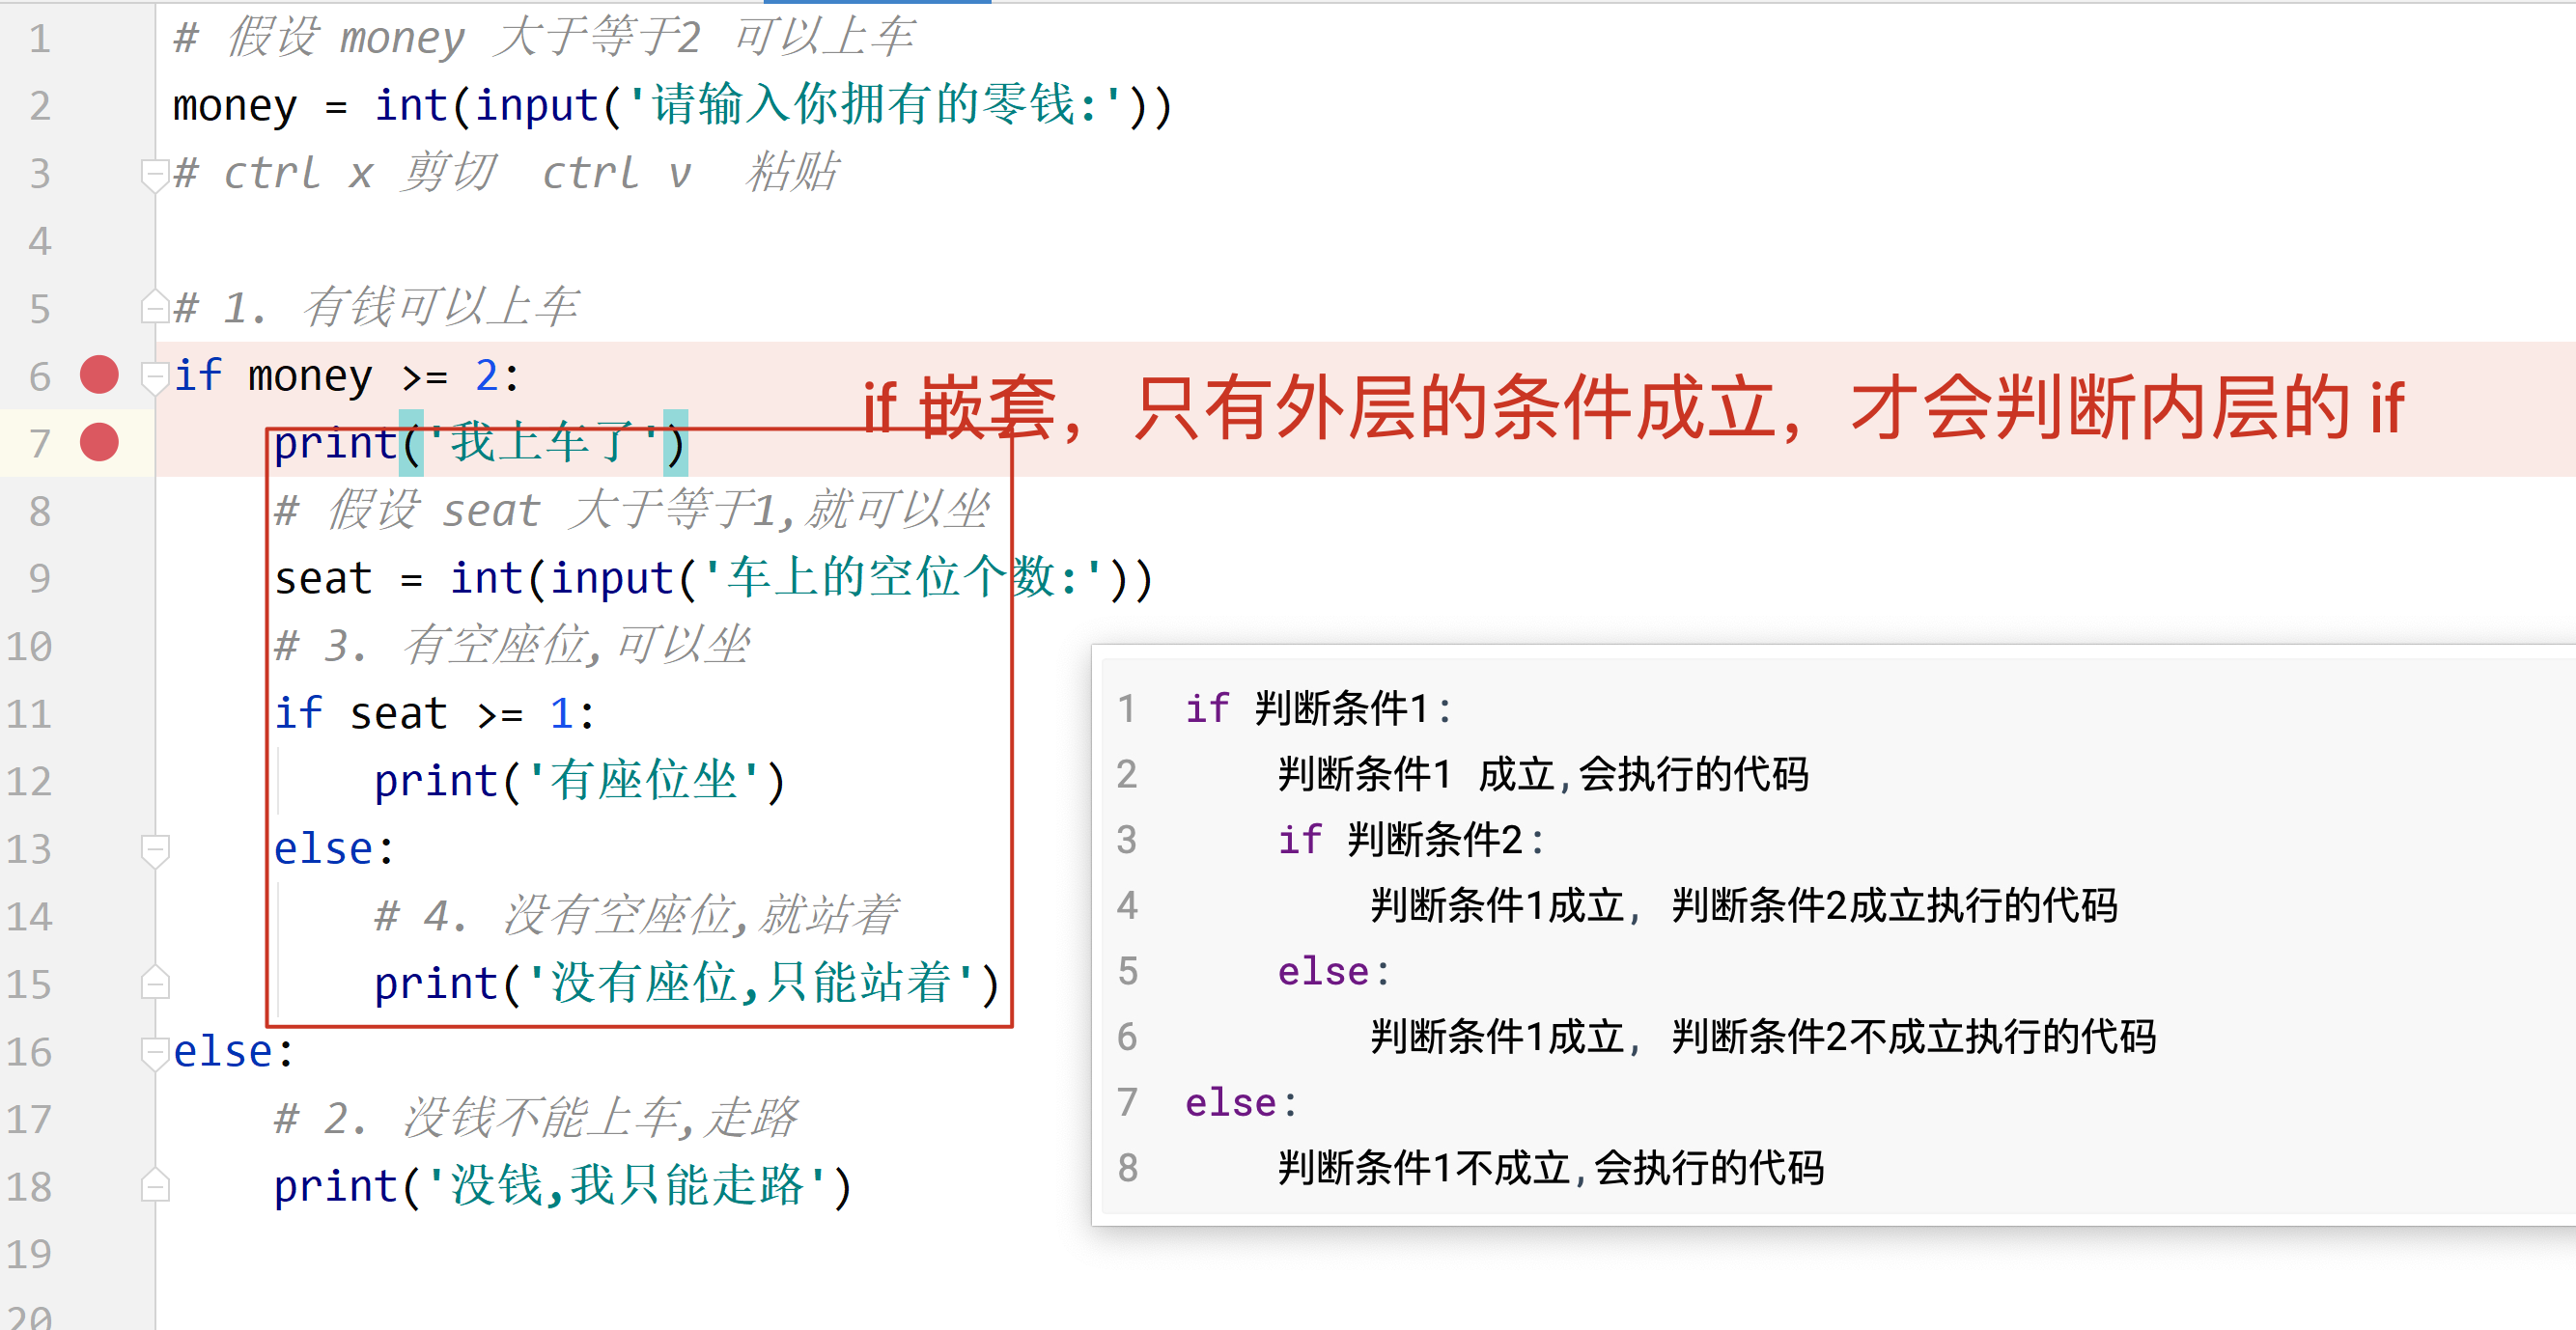 1 # 假设 money 大于等于2 可以上车
2 money = int(input('请输入你拥有的零钱:'))
3 # ctrl x 剪切 ctrl v 粘贴
4
5 # 1. 有钱可以上车
6 if money >= 2:
if 嵌套，只有外层的条件成立，才会判断内层的 if
7 print('我上车了')
8 # 假设 seat 大于等于1,就可以坐
9 seat = int(input('车上的空位个数:'))
10 # 3. 有空座位,可以坐
11 if seat >= 1:
12 print('有座位坐')
13 else:
14 # 4. 没有空座位,就站着
15 print('没有座位,只能站着')
16 else:
17 # 2. 没钱不能上车,走路
18 print('没钱,我只能走路')
19
20
1 if 判断条件1:
2 判断条件1 成立,会执行的代码
3 if 判断条件2:
4 判断条件1成立, 判断条件2成立执行的代码
5 else:
6 判断条件1成立, 判断条件2不成立执行的代码
7 else:
8 判断条件1不成立,会执行的代码